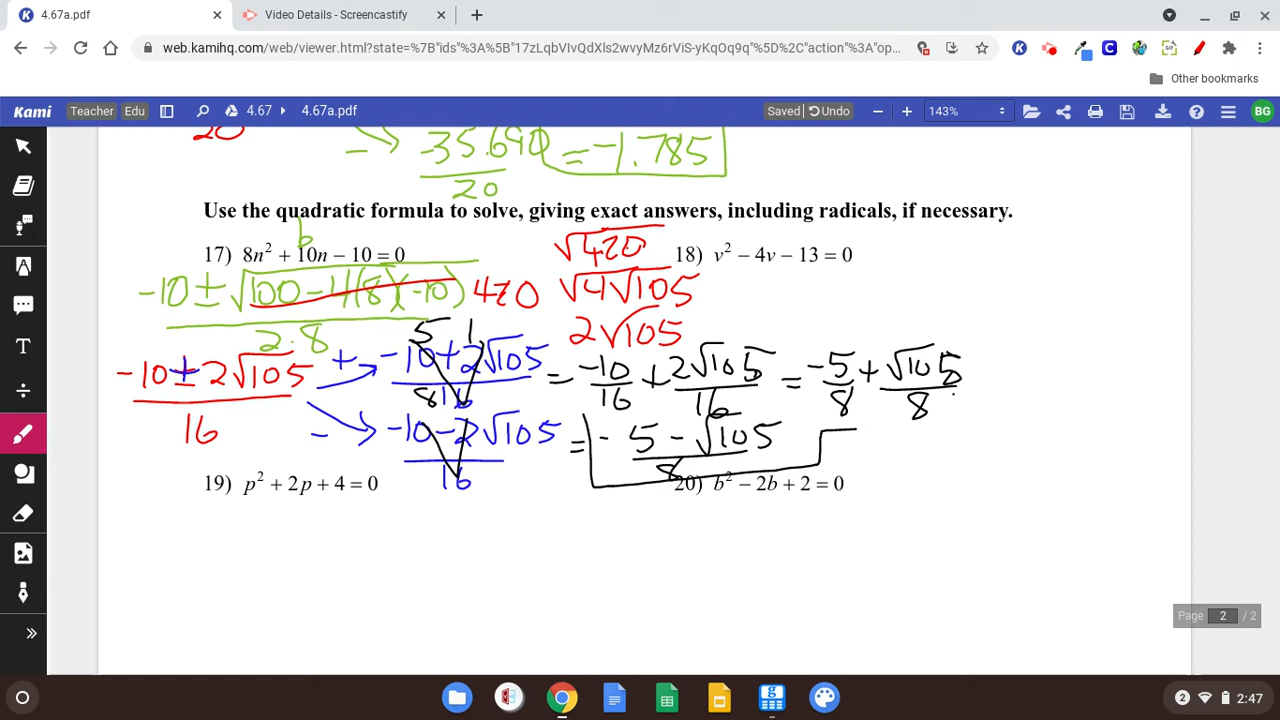 4.67a.pdf
Video Details - Screencastify
web.kamihq.com/web/viewer.html?state=%7B"ids"%3A%5B"17zLqbVIvQdXls2wvyMz6rViS-yKqOq9q"%5D%2C"action"%3A"op...
Other bookmarks
Kami Teacher Edu 4.67 4.67a.pdf Saved Undo 143% BG
20
- -35.690 = -1.785
20
Use the quadratic formula to solve, giving exact answers, including radicals, if necessary.
b
17) 8n² + 10n − 10 = 0
√420
18) v² − 4v − 13 = 0
-10 ± √100 - 4(8)(-10) 420
2.8
√4√105
2√105
-10 ± 2√105
16
5 1
+ -10+2√105 = -10/16 + 2√105/16 = -5/8 + √105/8
8 16
- -10-2√105 = -5-√105
16 8
19) p² + 2p + 4 = 0
20) b² − 2b + 2 = 0
Page 2 / 2
2 2:47